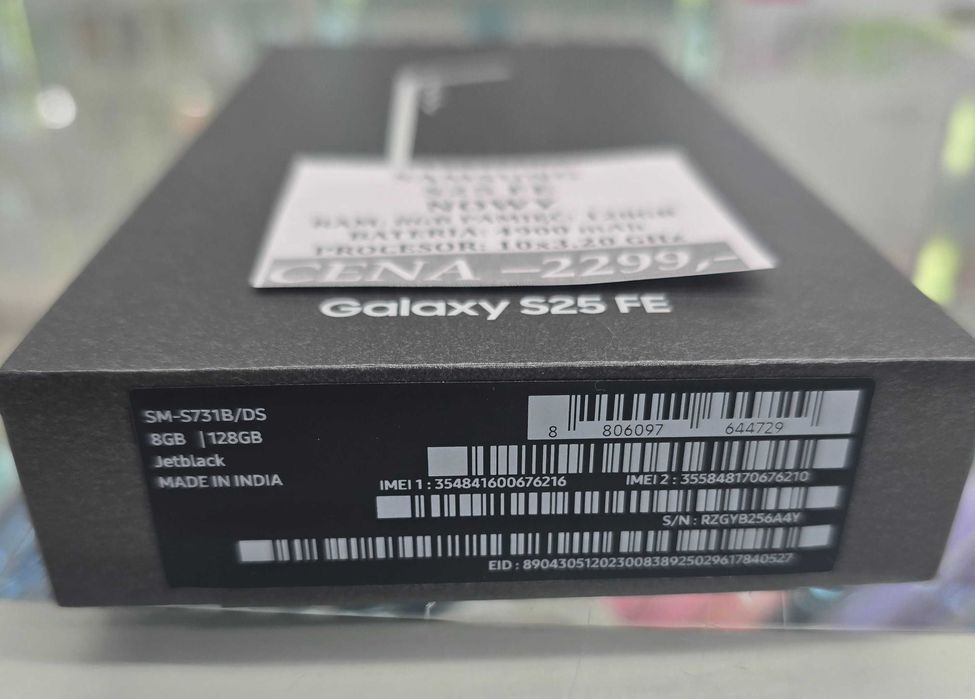 SAMSUNG
S25 FE
NOWY
RAM: 8GB PAMIĘĆ: 128GB
BATERIA: 4900 mAh
PROCESOR: 10x3.20 GHz
CENA -2299,-
Galaxy S25 FE
SM-S731B/DS
8GB | 128GB
Jetblack
MADE IN INDIA
8 806097 644729
IMEI 1 : 354841600676216 IMEI 2 : 355848170676210
S/N : RZGYB256A4Y
EID : 89043051202300838925029617840527